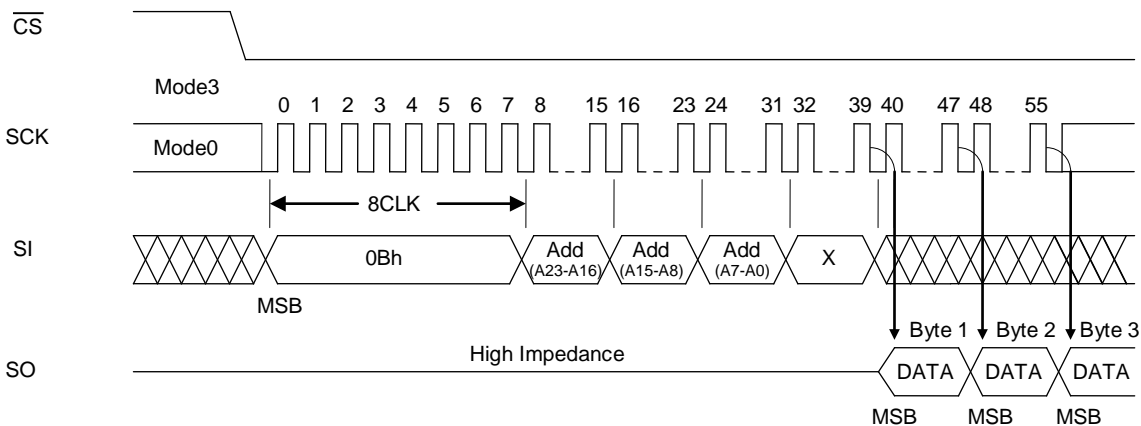 CS
Mode3
0 1 2 3 4 5 6 7 8 15 16 23 24 31 32 39 40 47 48 55
SCK
Mode0
8CLK
SI
0Bh
Add
(A23-A16)
Add
(A15-A8)
Add
(A7-A0)
X
MSB
Byte 1 Byte 2 Byte 3
High Impedance
SO
DATA DATA DATA
MSB MSB MSB